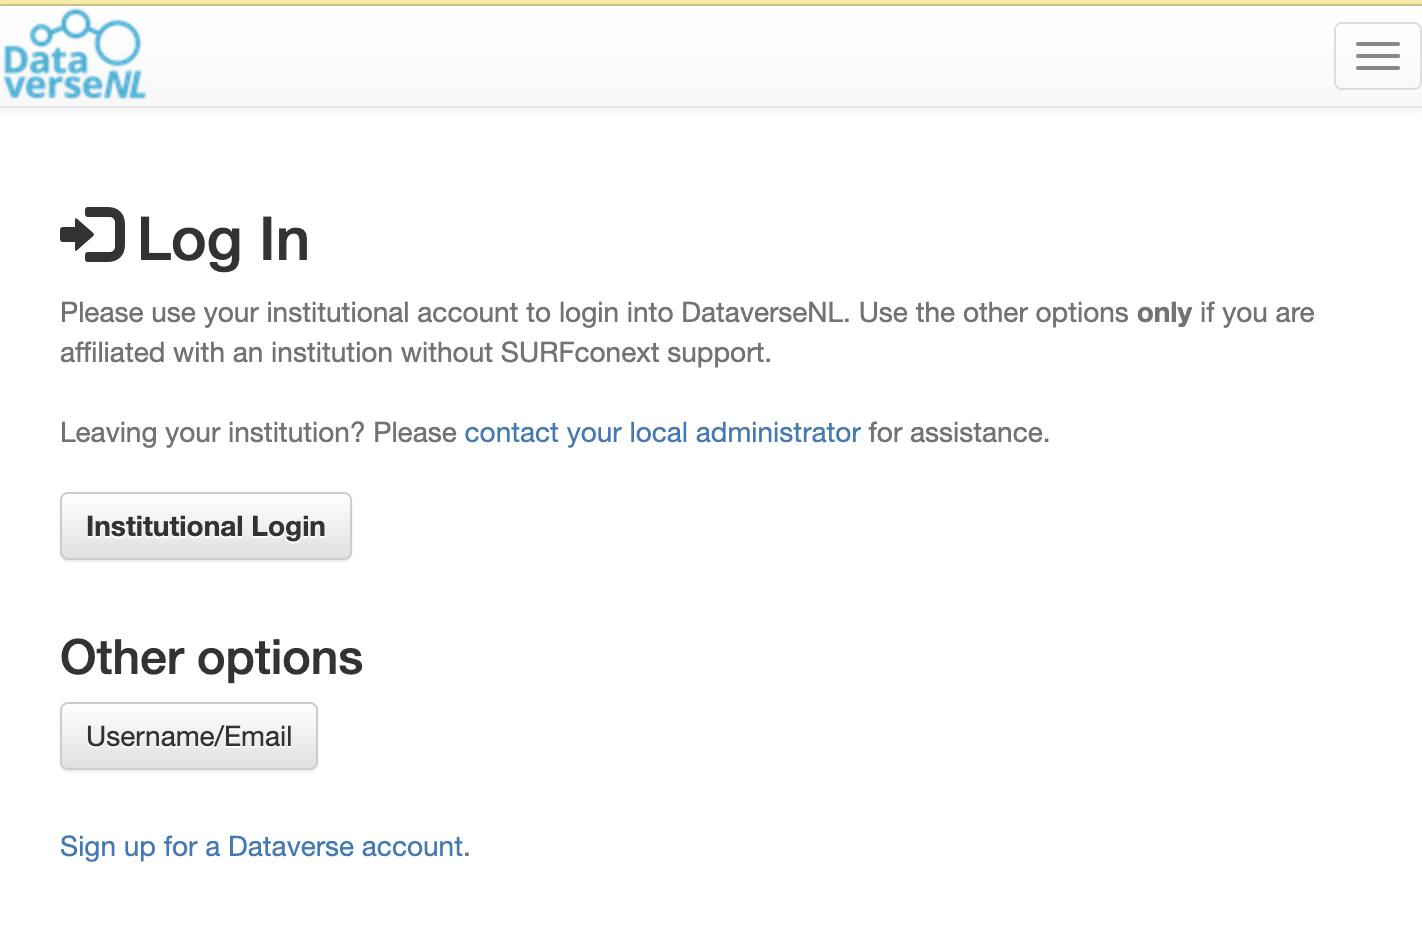 Data
verseNL
Log In
Please use your institutional account to login into DataverseNL. Use the other options only if you are
affiliated with an institution without SURFconext support.
Leaving your institution? Please contact your local administrator for assistance.
Institutional Login
Other options
Username/Email
Sign up for a Dataverse account.